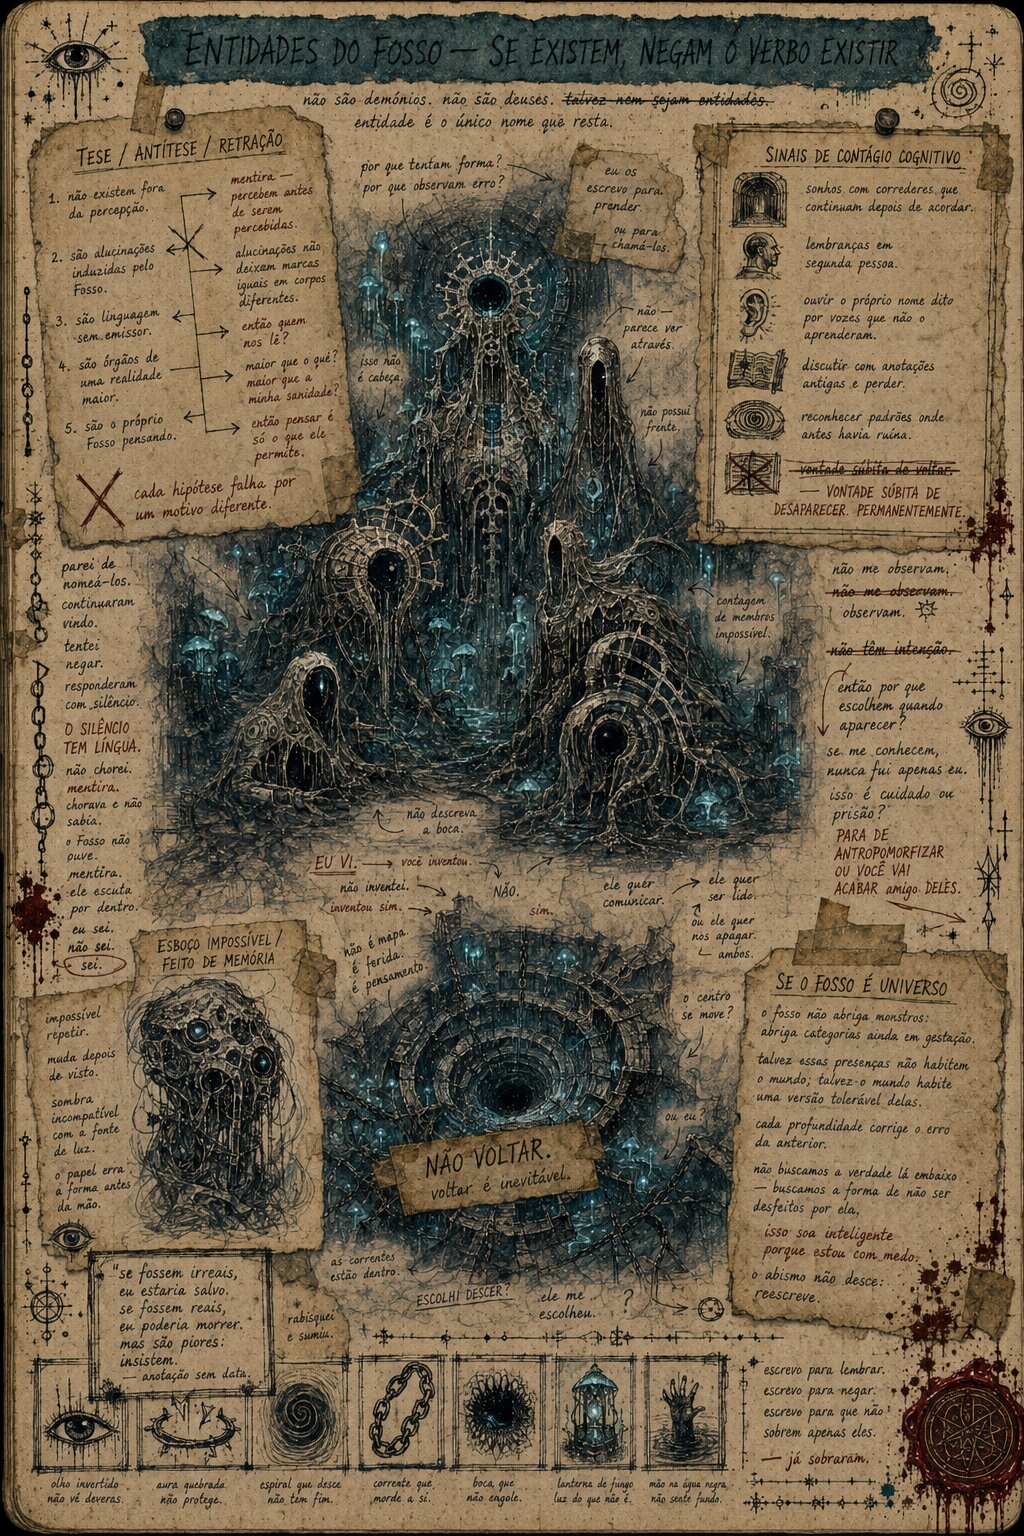 ENTIDADES DO FOSSO — SE EXISTEM, NEGAM O VERBO EXISTIR
não são demónios. não são deuses. talvez nem sejam entidades.
entidade é o único nome que resta.
TESE / ANTÍTESE / RETRAÇÃO
1. não existem fora
da percepção.
mentira —
percebem antes
de serem
percebidas.
2. são alucinações
induzidas pelo
Fosso.
alucinações não
deixam marcas
iguais em corpos
diferentes.
3. são linguagem
sem emissor.
então quem
nos lê?
4. são órgãos de
uma realidade
maior.
maior que o quê?
maior que a
minha sanidade?
5. são o próprio
Fosso pensando.
então pensar é
só o que ele
permite.
cada hipótese falha por
um motivo diferente.
por que tentam forma?
por que observam erro?
eu os
escrevo para
prender.
ou para
chamá-los.
isso não
é cabeça.
não —
parece ver
através.
não possui
frente.
contagem
de membros
impossível.
não descreva
a boca.
SINAIS DE CONTÁGIO COGNITIVO
sonhos com correderes que
continuam depois de acordar.
lembranças em
segunda pessoa.
ouvir o próprio nome dito
por vozes que não o
aprenderam.
discutir com anotações
antigas e perder.
reconhecer padrões onde
antes havia ruína.
vontade súbita de voltar.
— VONTADE SÚBITA DE
DESAPARECER. PERMANENTEMENTE.
parei de
nomeá-los.
continuaram
vindo.
tentei
negar.
responderam
com silêncio.
O SILÊNCIO
TEM LÍNGUA.
não chorei.
mentira.
chorava e não
sabia.
o Fosso não
ouve.
mentira.
ele escuta
por dentro.
eu sei.
não sei.
sei.
não me observam.
não me observam.
observam.
não têm intenção.
então por que
escolhem quando
aparecer?
se me conhecem,
nunca fui apenas eu.
isso é cuidado ou
prisão?
PARA DE
ANTROPOMORFIZAR
OU VOCÊ VAI
ACABAR amigo DELES.
EU VI.
você inventou.
não inventei.
NÃO.
inventou sim.
sim.
ele quer
comunicar.
ele quer
ser lido.
ou ele quer
nos apagar.
ambos.
não é mapa.
é ferida.
é pensamento.
o centro
se move?
ou eu?
NÃO VOLTAR.
voltar é inevitável.
as correntes
estão dentro.
ESCOLHI DESCER?
ele me
escolheu.
?
ESBOÇO IMPOSSÍVEL /
FEITO DE MEMÓRIA
impossível
repetir.
muda depois
de visto.
sombra
incompatível
com a fonte
de luz.
o papel erra
a forma antes
da mão.
SE O FOSSO É UNIVERSO
o fosso não abriga monstros:
abriga categorias ainda em gestação.
talvez essas presenças não habitem
o mundo; talvez o mundo habite
uma versão tolerável delas.
cada profundidade corrige o erro
da anterior.
não buscamos a verdade lá embaixo
— buscamos a forma de não ser
desfeitos por ela.
isso soa inteligente
porque estou com medo.
o abismo não desce:
reescreve.
"se fossem irreais,
eu estaria salvo.
se fossem reais,
eu poderia morrer.
mas são piores:
insistem.
— anotação sem data.
rabisquei
e sumiu.
olho invertido
não vê deveras.
aura quebrada
não protege.
espiral que desce
não tem fim.
corrente que
morde a si.
boca que
não engole.
lanterna de fungo
luz do que não é.
mão na água negra
não sente fundo.
escrevo para lembrar.
escrevo para negar.
escrevo para que não
sobrem apenas eles.
— já sobraram.